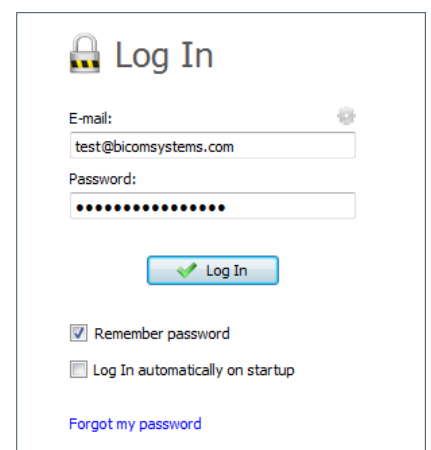 Log In
E-mail:
test@bicomsystems.com
Password:
••••••••••••••••
Log In
Remember password
Log In automatically on startup
Forgot my password